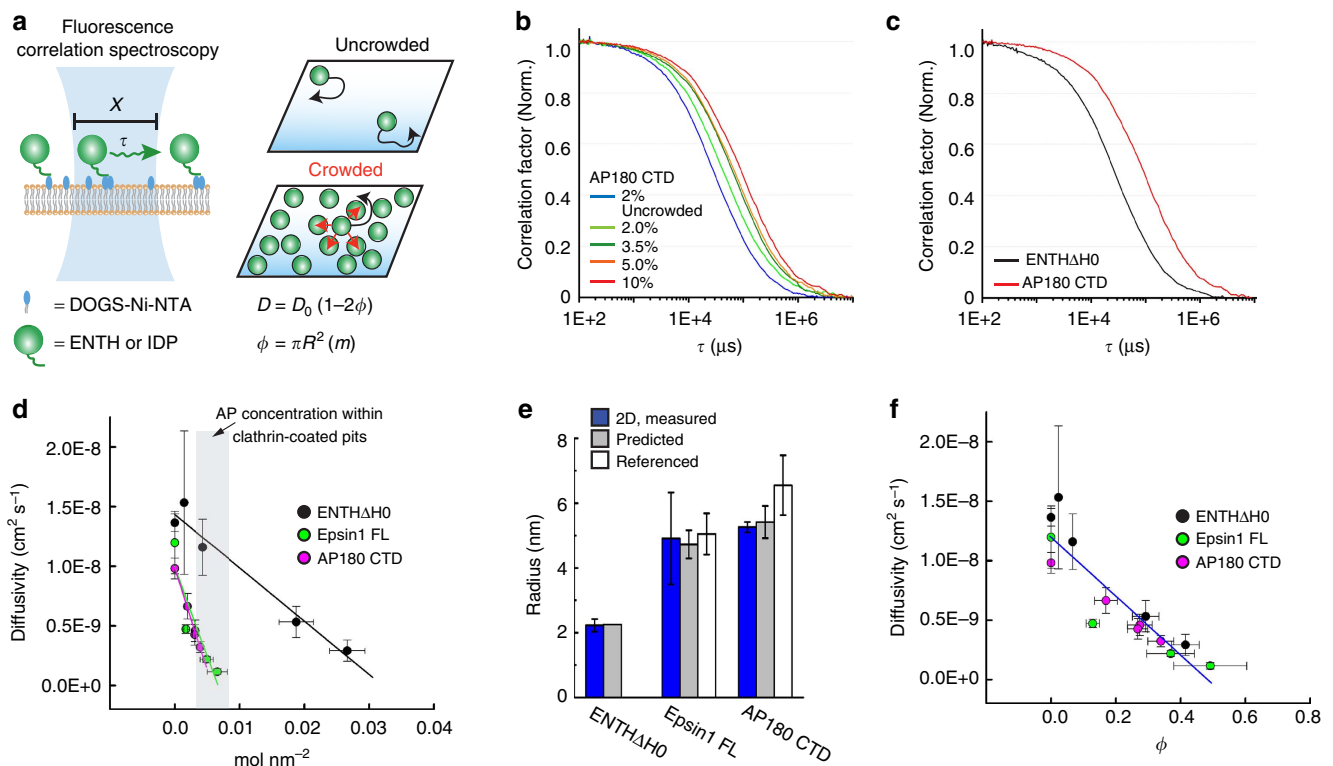 a
Fluorescence
correlation spectroscopy
X
τ
Uncrowded
Crowded
= DOGS-Ni-NTA
= ENTH or IDP
D = D₀ (1–2ϕ)
ϕ = πR² (m)
b
Correlation factor (Norm.)
1.0
0.8
0.6
0.4
0.2
0
AP180 CTD
2%
Uncrowded
2.0%
3.5%
5.0%
10%
1E+2
1E+4
1E+6
τ (µs)
c
Correlation factor (Norm.)
1.0
0.8
0.6
0.4
0.2
0
ENTHΔH0
AP180 CTD
1E+2
1E+4
1E+6
τ (µs)
d
AP concentration within
clathrin-coated pits
Diffusivity (cm² s⁻¹)
2.0E-8
1.5E-8
1.0E-8
0.5E-9
0.0E+0
ENTHΔH0
Epsin1 FL
AP180 CTD
0.0
0.01
0.02
0.03
0.04
mol nm⁻²
e
2D, measured
Predicted
Referenced
Radius (nm)
8
6
4
2
0
ENTHΔH0
Epsin1 FL
AP180 CTD
f
Diffusivity (cm² s⁻¹)
2.0E-8
1.5E-8
1.0E-8
0.5E-9
0.0E+0
ENTHΔH0
Epsin1 FL
AP180 CTD
0.0
0.2
0.4
0.6
0.8
ϕ